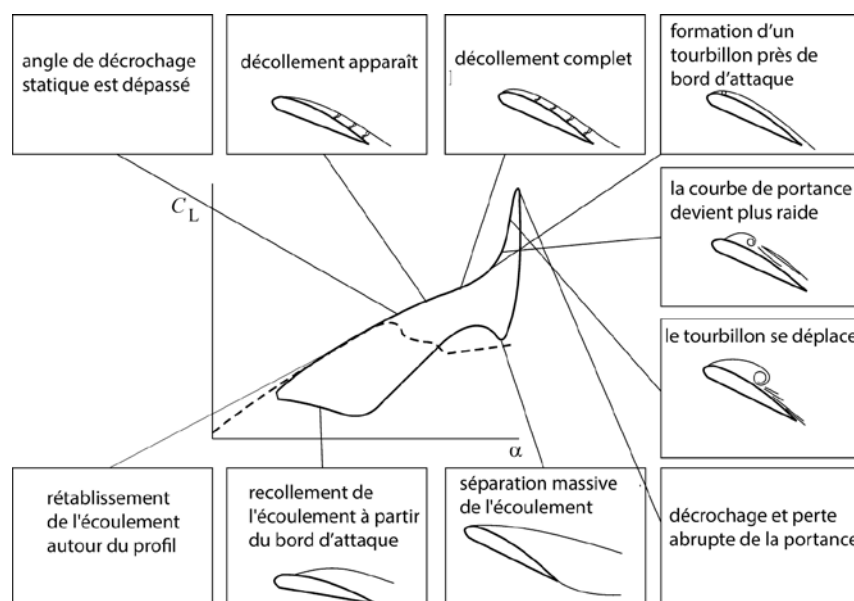 angle de décrochage
statique est dépassé
décollement apparaît
décollement complet
formation d'un
tourbillon près de
bord d'attaque
la courbe de portance
devient plus raide
le tourbillon se déplace
C_L
α
rétablissement
de l'écoulement
autour du profil
recollement de
l'écoulement à partir
du bord d'attaque
séparation massive
de l'écoulement
décrochage et perte
abrupte de la portance